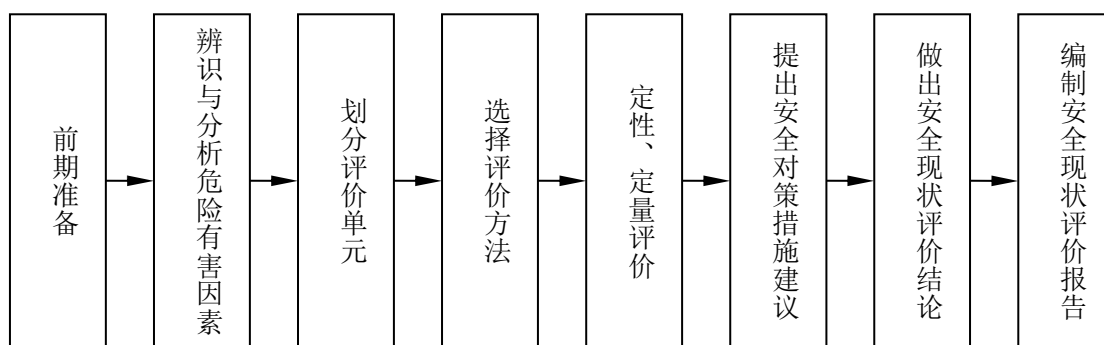 前期准备
辨识与分析危险有害因素
划分评价单元
选择评价方法
定性、定量评价
提出安全对策措施建议
做出安全现状评价结论
编制安全现状评价报告